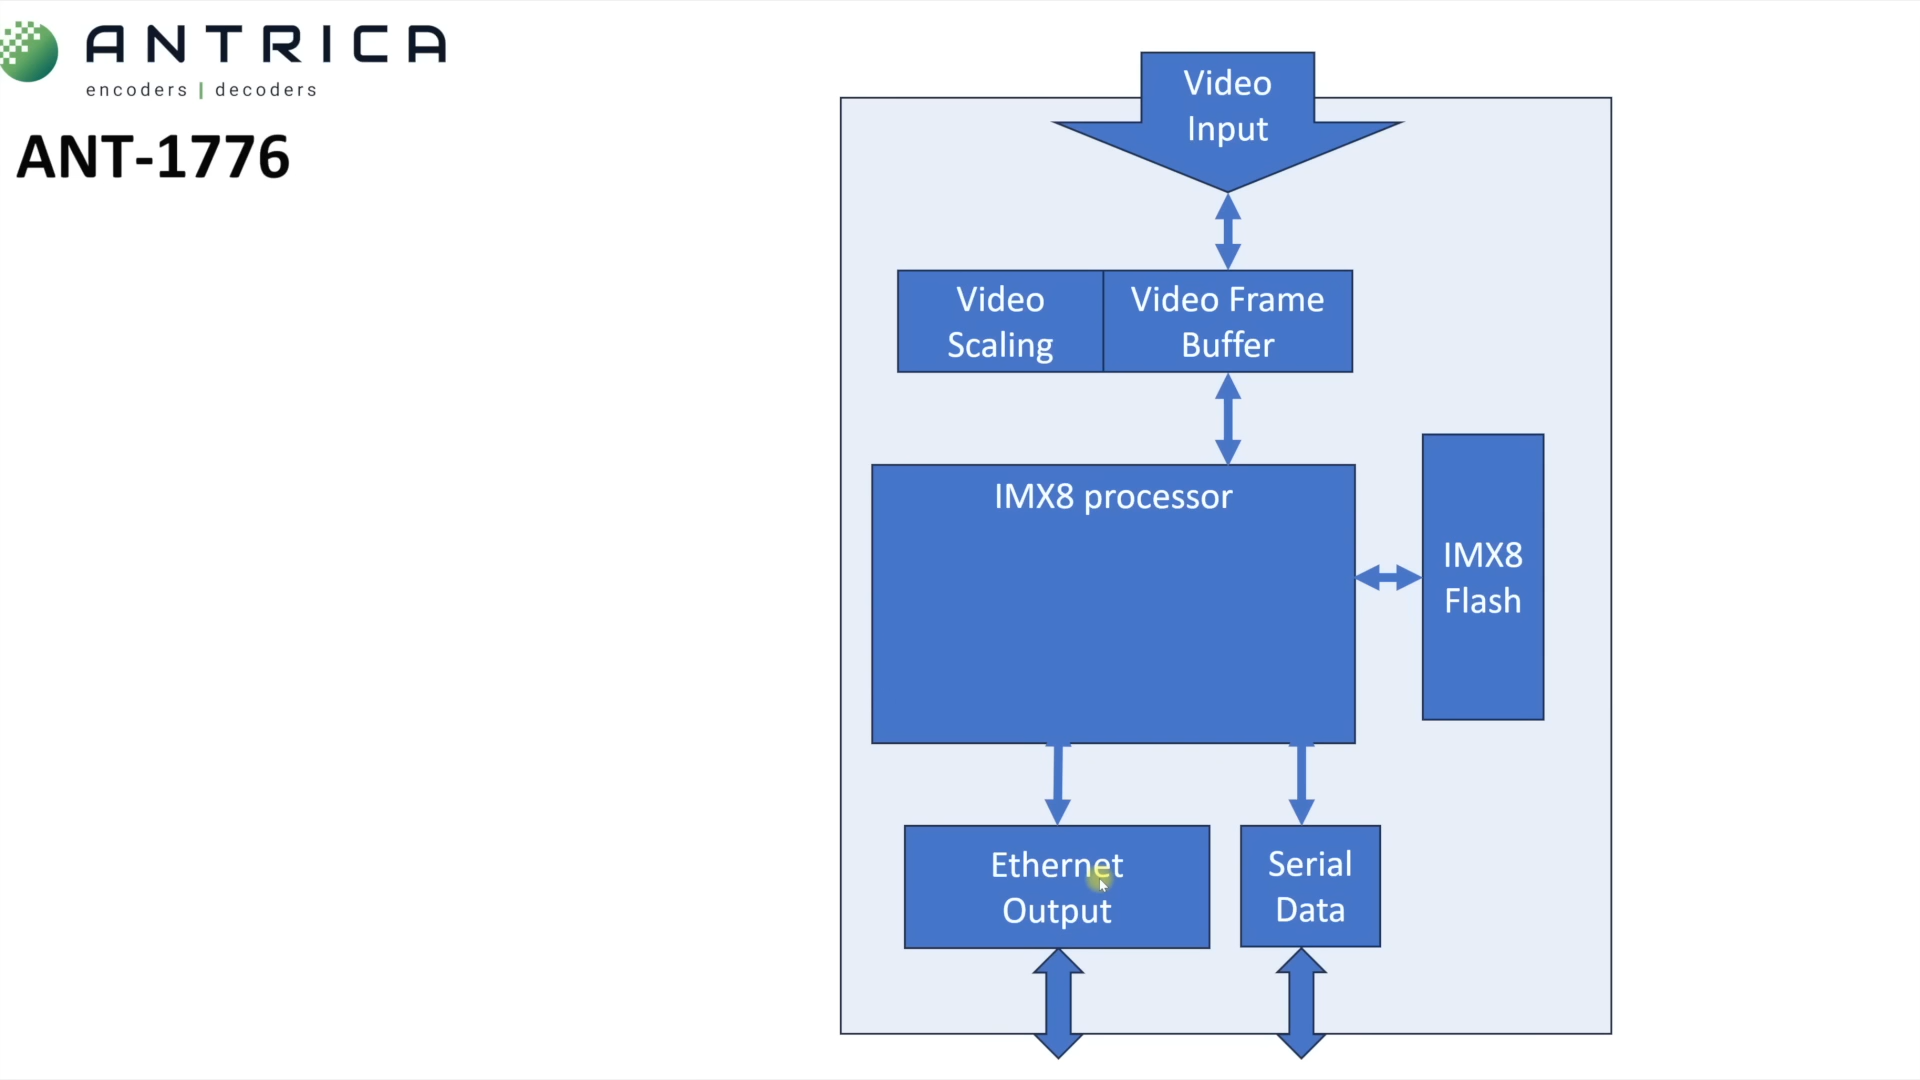 ANTRICA
encoders | decoders
ANT-1776
Video
Input
Video
Scaling
Video Frame
Buffer
IMX8 processor
IMX8
Flash
Ethernet
Output
Serial
Data